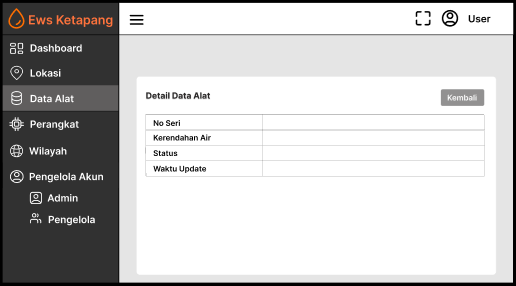 Ews Ketapang
User
Dashboard
Lokasi
Data Alat
Perangkat
Wilayah
Pengelola Akun
Admin
Pengelola
Detail Data Alat
Kembali
No Seri
Kerendahan Air
Status
Waktu Update